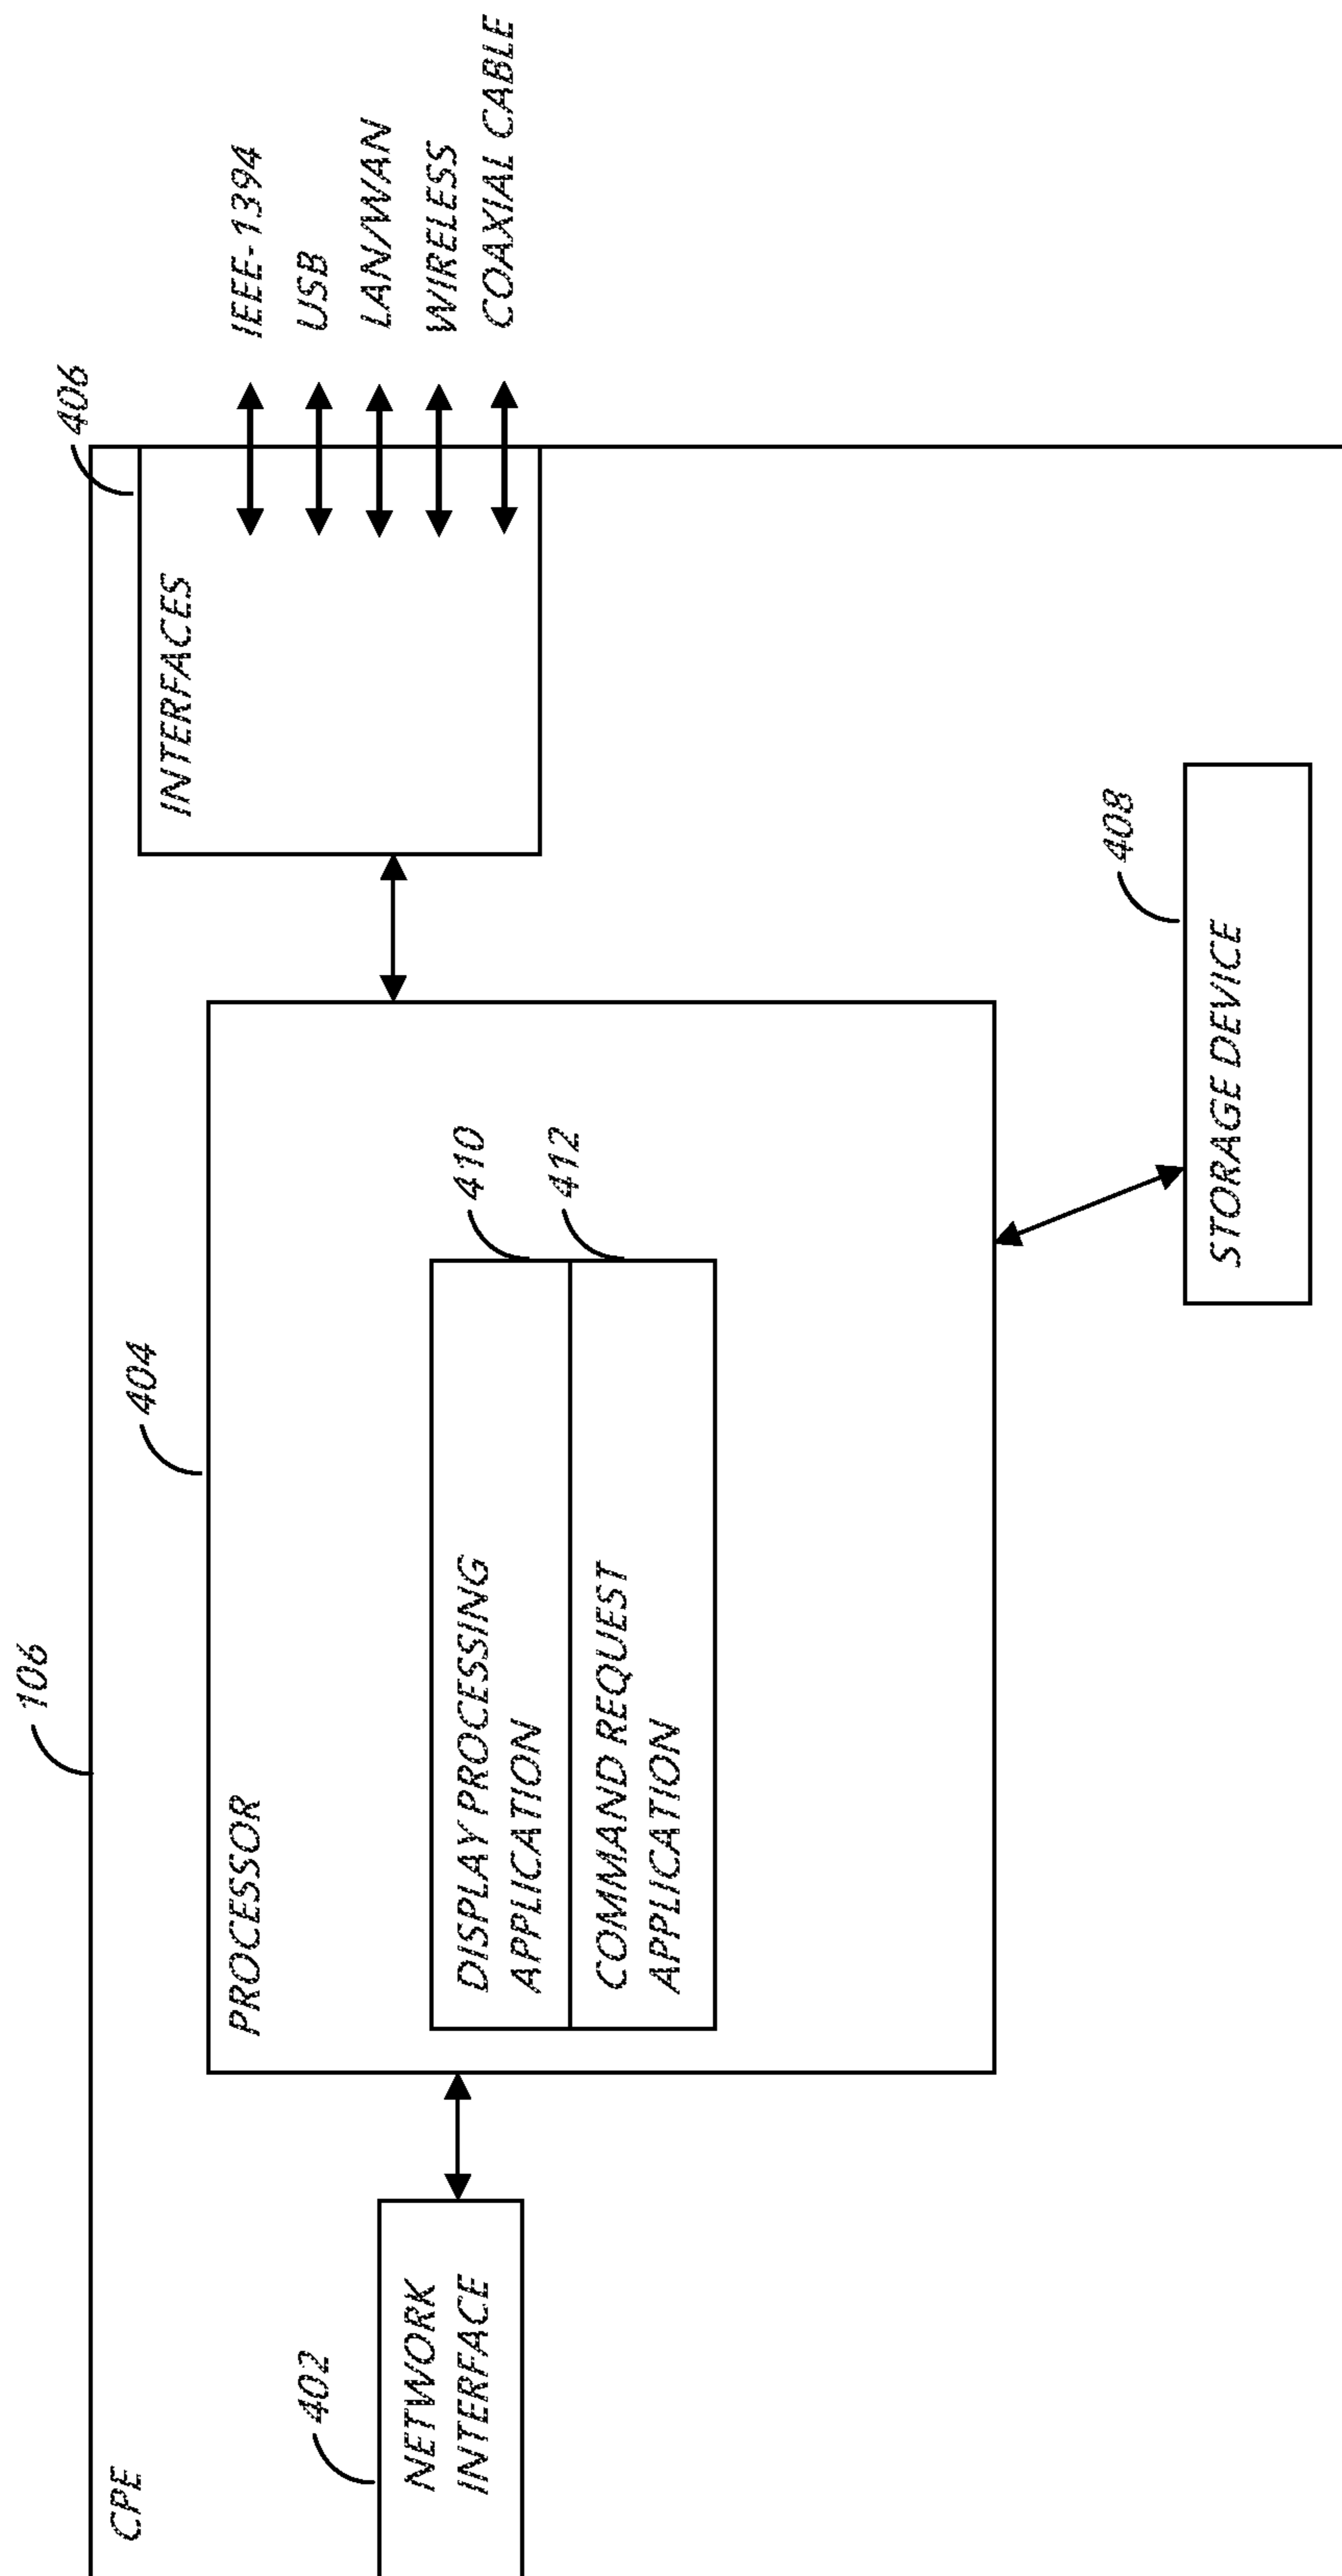 106
CPE
402
NETWORK
INTERFACE
404
PROCESSOR
DISPLAY PROCESSING
APPLICATION
410
COMMAND REQUEST
APPLICATION
412
406
INTERFACES
IEEE-1394
USB
LAN/WAN
WIRELESS
COAXIAL CABLE
408
STORAGE DEVICE